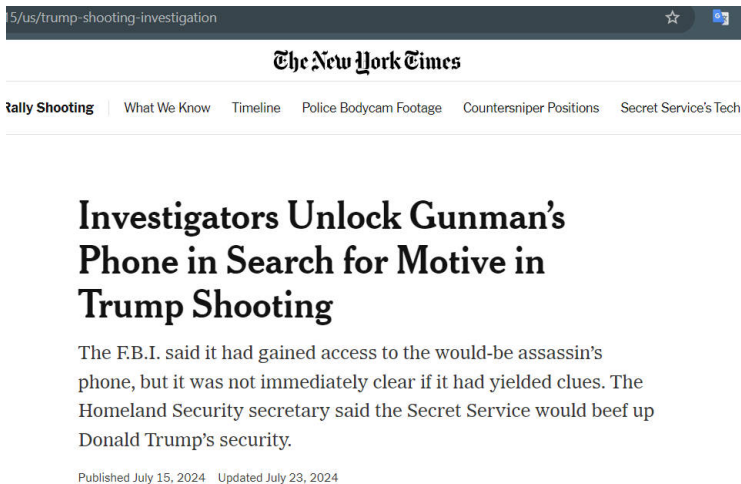 15/us/trump-shooting-investigation
The New York Times
Rally Shooting What We Know Timeline Police Bodycam Footage Countersniper Positions Secret Service's Tech
Investigators Unlock Gunman's
Phone in Search for Motive in
Trump Shooting
The F.B.I. said it had gained access to the would-be assassin's
phone, but it was not immediately clear if it had yielded clues. The
Homeland Security secretary said the Secret Service would beef up
Donald Trump's security.
Published July 15, 2024 Updated July 23, 2024